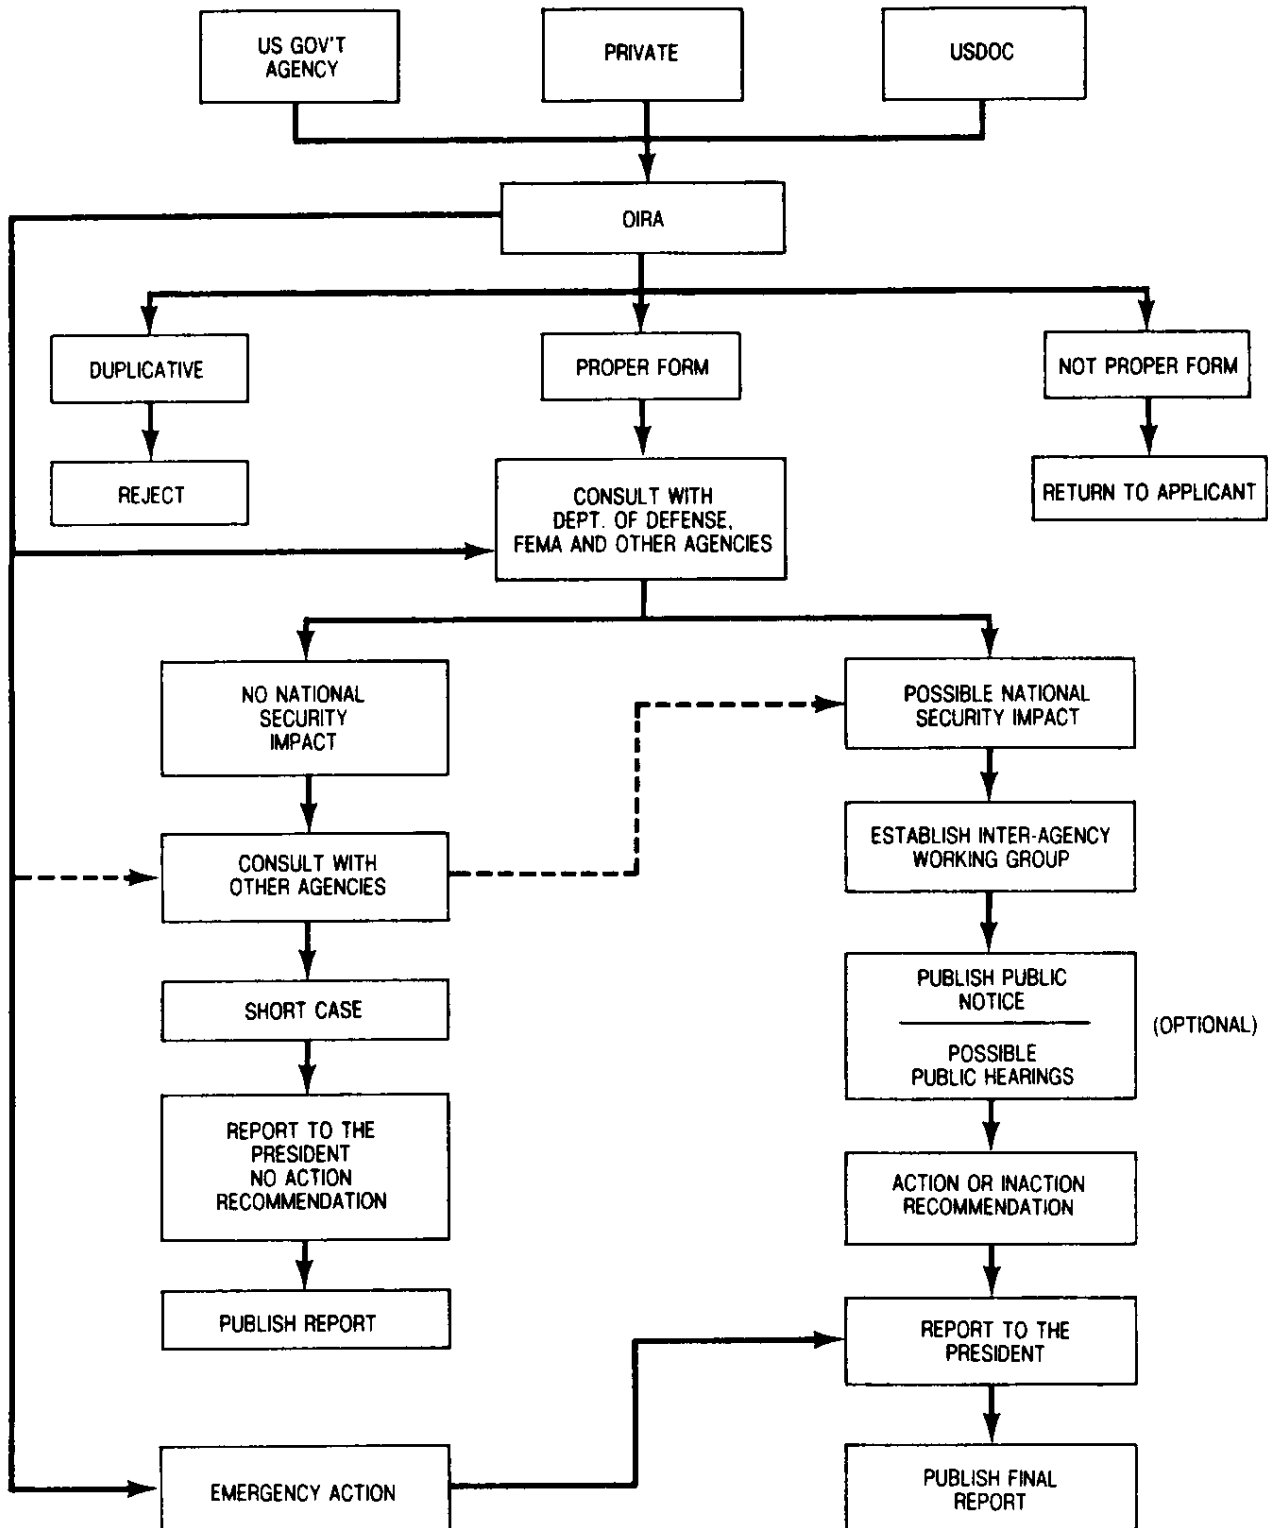 US GOV'T
AGENCY
PRIVATE
USDOC
OIRA
DUPLICATIVE
PROPER FORM
NOT PROPER FORM
REJECT
CONSULT WITH
DEPT. OF DEFENSE,
FEMA AND OTHER AGENCIES
RETURN TO APPLICANT
NO NATIONAL
SECURITY
IMPACT
POSSIBLE NATIONAL
SECURITY IMPACT
CONSULT WITH
OTHER AGENCIES
ESTABLISH INTER-AGENCY
WORKING GROUP
SHORT CASE
PUBLISH PUBLIC
NOTICE
POSSIBLE
PUBLIC HEARINGS
(OPTIONAL)
REPORT TO THE
PRESIDENT
NO ACTION
RECOMMENDATION
ACTION OR INACTION
RECOMMENDATION
PUBLISH REPORT
REPORT TO THE
PRESIDENT
EMERGENCY ACTION
PUBLISH FINAL
REPORT